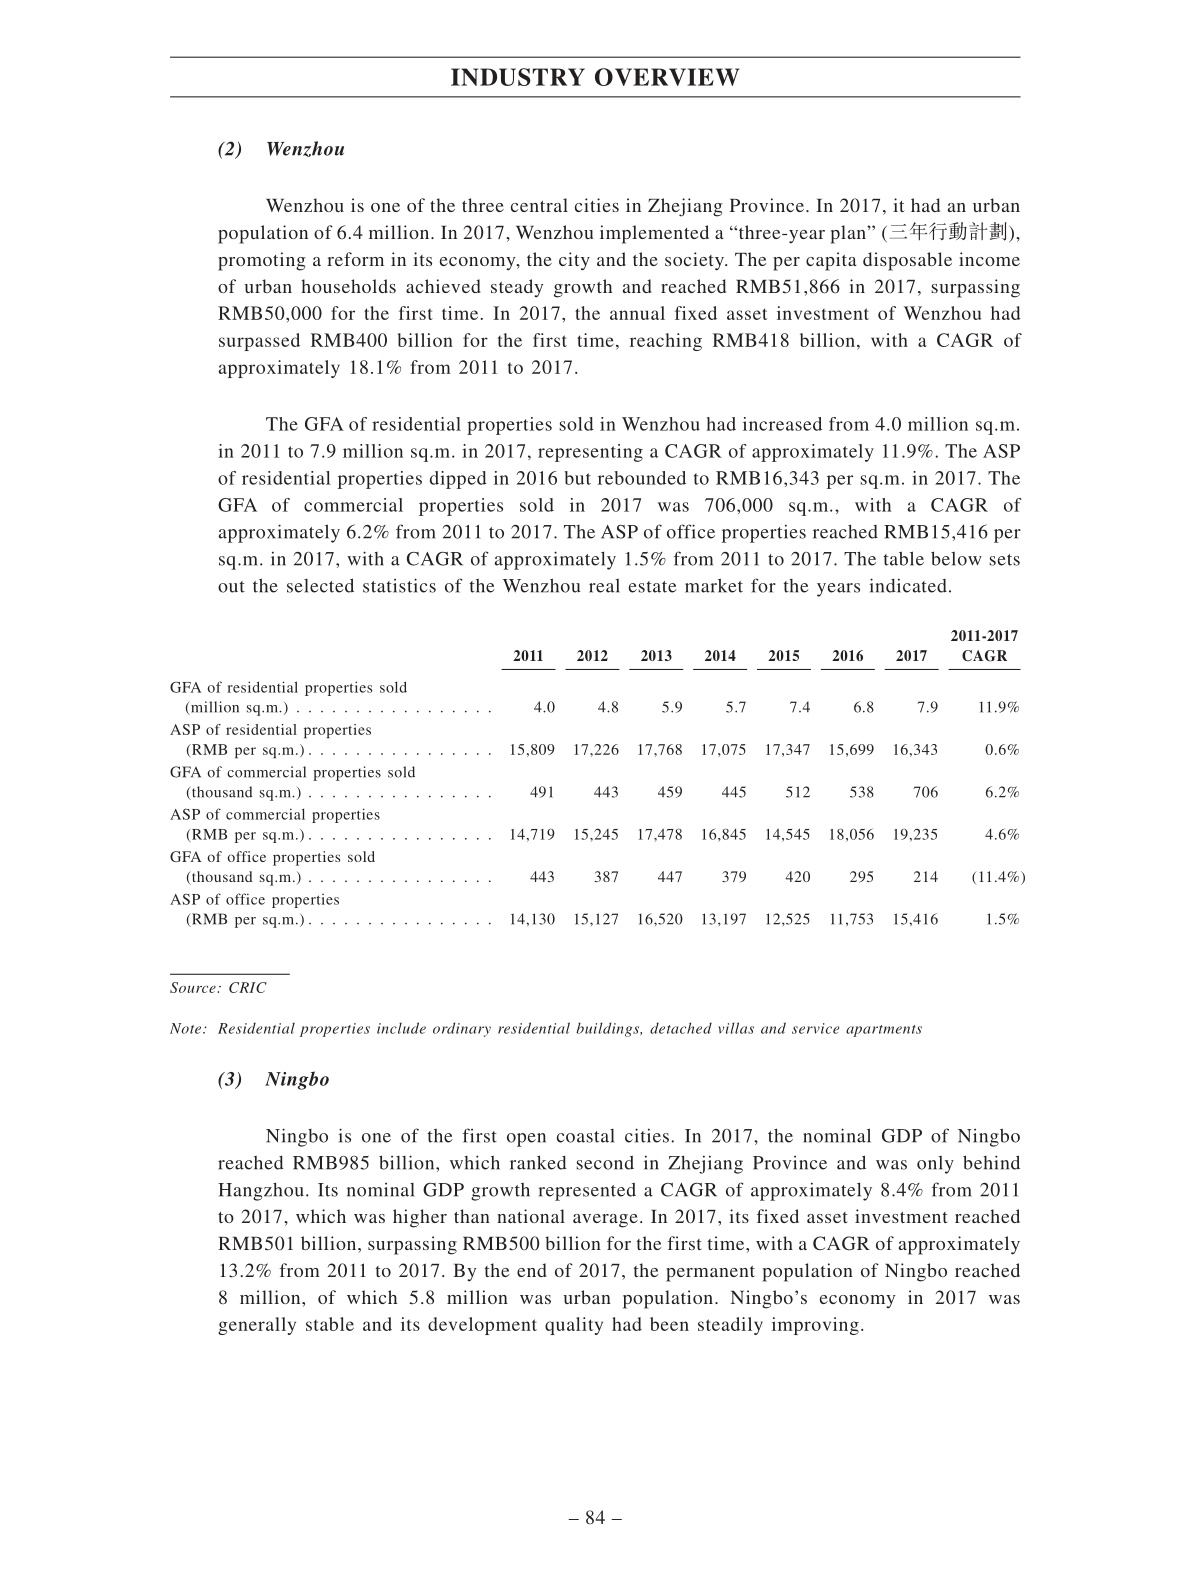 INDUSTRY OVERVIEW
(2) Wenzhou
Wenzhou is one of the three central cities in Zhejiang Province. In 2017, it had an urban
population of 6.4 million. In 2017, Wenzhou implemented a “three-year plan” (三年行動計劃),
promoting a reform in its economy, the city and the society. The per capita disposable income
of urban households achieved steady growth and reached RMB51,866 in 2017, surpassing
RMB50,000 for the first time. In 2017, the annual fixed asset investment of Wenzhou had
surpassed RMB400 billion for the first time, reaching RMB418 billion, with a CAGR of
approximately 18.1% from 2011 to 2017.
The GFA of residential properties sold in Wenzhou had increased from 4.0 million sq.m.
in 2011 to 7.9 million sq.m. in 2017, representing a CAGR of approximately 11.9%. The ASP
of residential properties dipped in 2016 but rebounded to RMB16,343 per sq.m. in 2017. The
GFA of commercial properties sold in 2017 was 706,000 sq.m., with a CAGR of
approximately 6.2% from 2011 to 2017. The ASP of office properties reached RMB15,416 per
sq.m. in 2017, with a CAGR of approximately 1.5% from 2011 to 2017. The table below sets
out the selected statistics of the Wenzhou real estate market for the years indicated.
2011-2017
2011 2012 2013 2014 2015 2016 2017 CAGR
GFA of residential properties sold
(million sq.m.) . . . . . . . . . . . . . . . . . 4.0 4.8 5.9 5.7 7.4 6.8 7.9 11.9%
ASP of residential properties
(RMB per sq.m.) . . . . . . . . . . . . . . . . 15,809 17,226 17,768 17,075 17,347 15,699 16,343 0.6%
GFA of commercial properties sold
(thousand sq.m.) . . . . . . . . . . . . . . . . 491 443 459 445 512 538 706 6.2%
ASP of commercial properties
(RMB per sq.m.) . . . . . . . . . . . . . . . . 14,719 15,245 17,478 16,845 14,545 18,056 19,235 4.6%
GFA of office properties sold
(thousand sq.m.) . . . . . . . . . . . . . . . . 443 387 447 379 420 295 214 (11.4%)
ASP of office properties
(RMB per sq.m.) . . . . . . . . . . . . . . . . 14,130 15,127 16,520 13,197 12,525 11,753 15,416 1.5%
Source: CRIC
Note: Residential properties include ordinary residential buildings, detached villas and service apartments
(3) Ningbo
Ningbo is one of the first open coastal cities. In 2017, the nominal GDP of Ningbo
reached RMB985 billion, which ranked second in Zhejiang Province and was only behind
Hangzhou. Its nominal GDP growth represented a CAGR of approximately 8.4% from 2011
to 2017, which was higher than national average. In 2017, its fixed asset investment reached
RMB501 billion, surpassing RMB500 billion for the first time, with a CAGR of approximately
13.2% from 2011 to 2017. By the end of 2017, the permanent population of Ningbo reached
8 million, of which 5.8 million was urban population. Ningbo’s economy in 2017 was
generally stable and its development quality had been steadily improving.
– 84 –